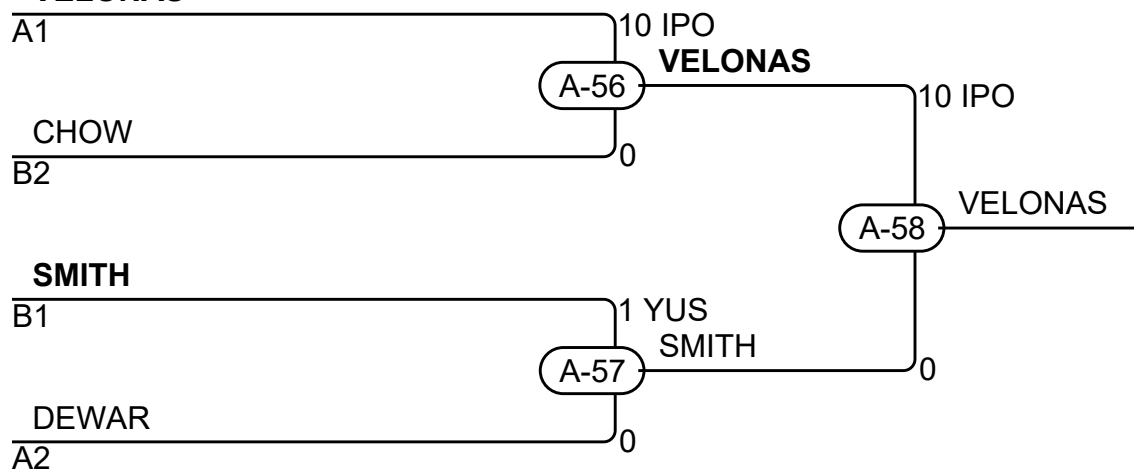 VELONAS
A1
10 IPO
VELONAS
A-56
10 IPO
CHOW
0
B2
VELONAS
A-58
SMITH
B1
1 YUS
SMITH
A-57
0
DEWAR
0
A2